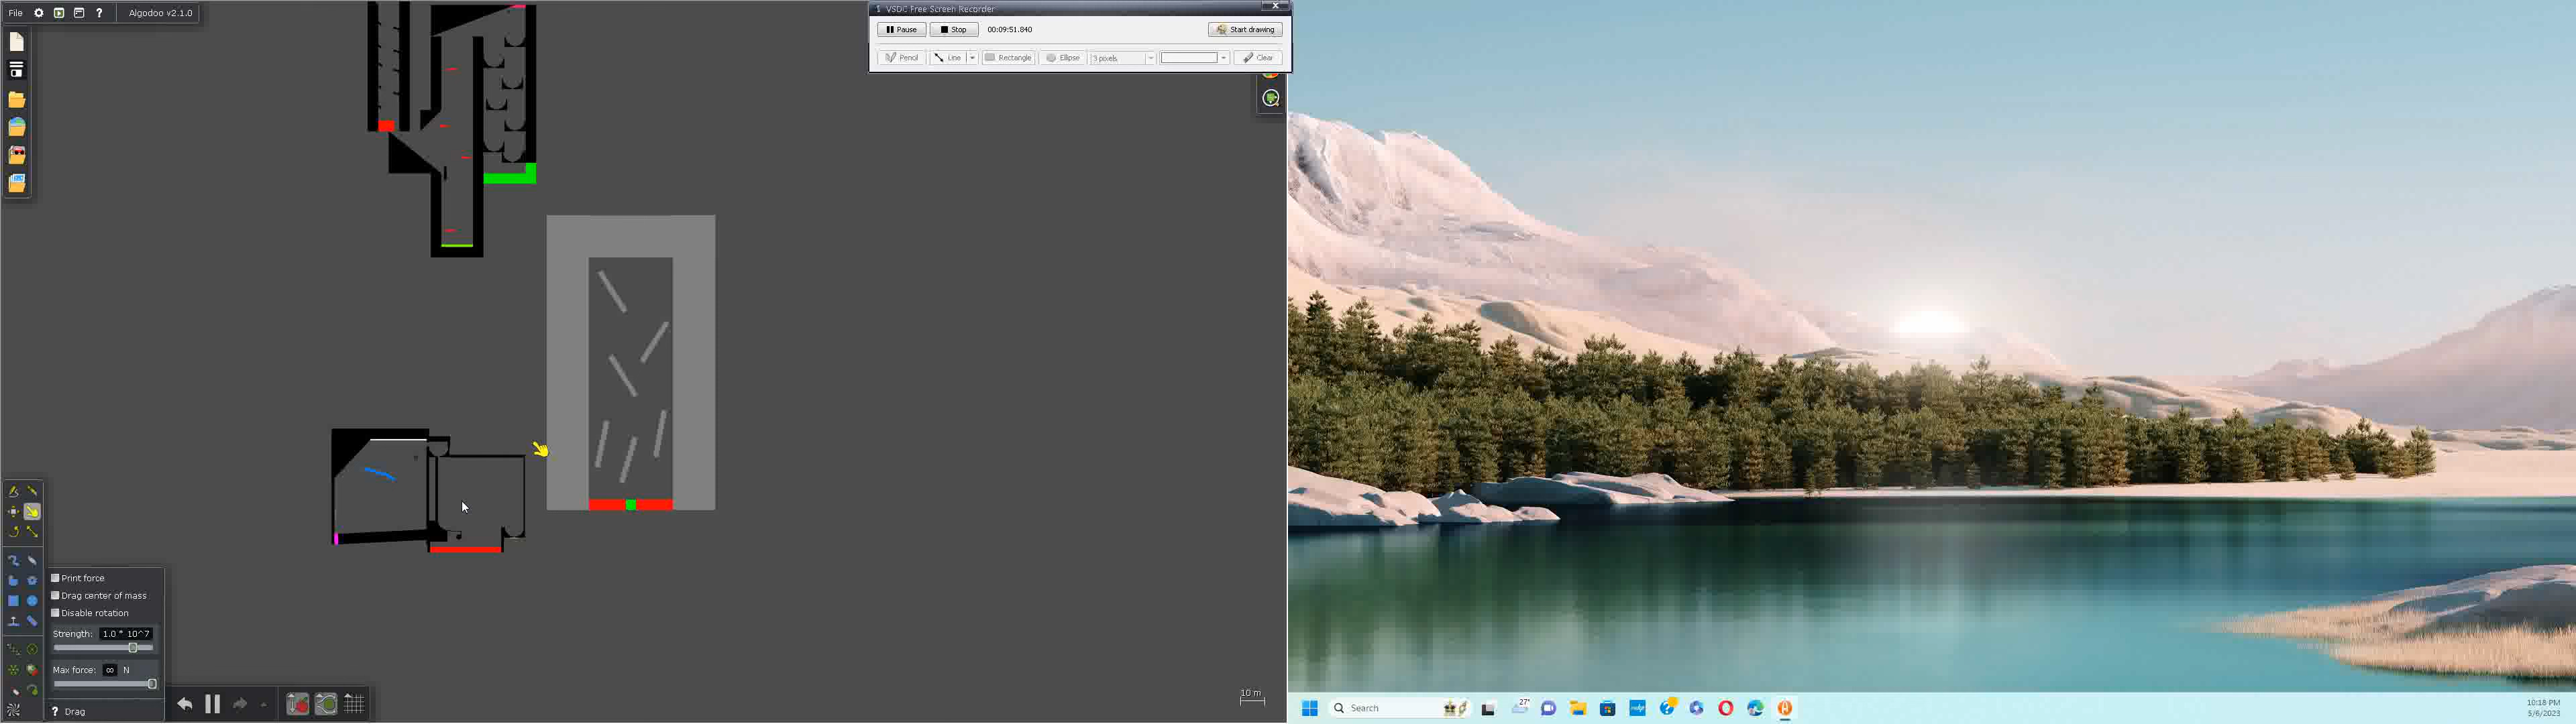 File
?
Algodoo v2.1.0
VSDC Free Screen Recorder
Pause
Stop
00:09:51.840
Start drawing
Pencil
Line
Rectangle
Ellipse
3 pixels
Clear
Print force
Drag center of mass
Disable rotation
Strength: 1.0 * 10^7
Max force: ∞ N
? Drag
10 m
Search
27°
10:18 PM
5/6/2023